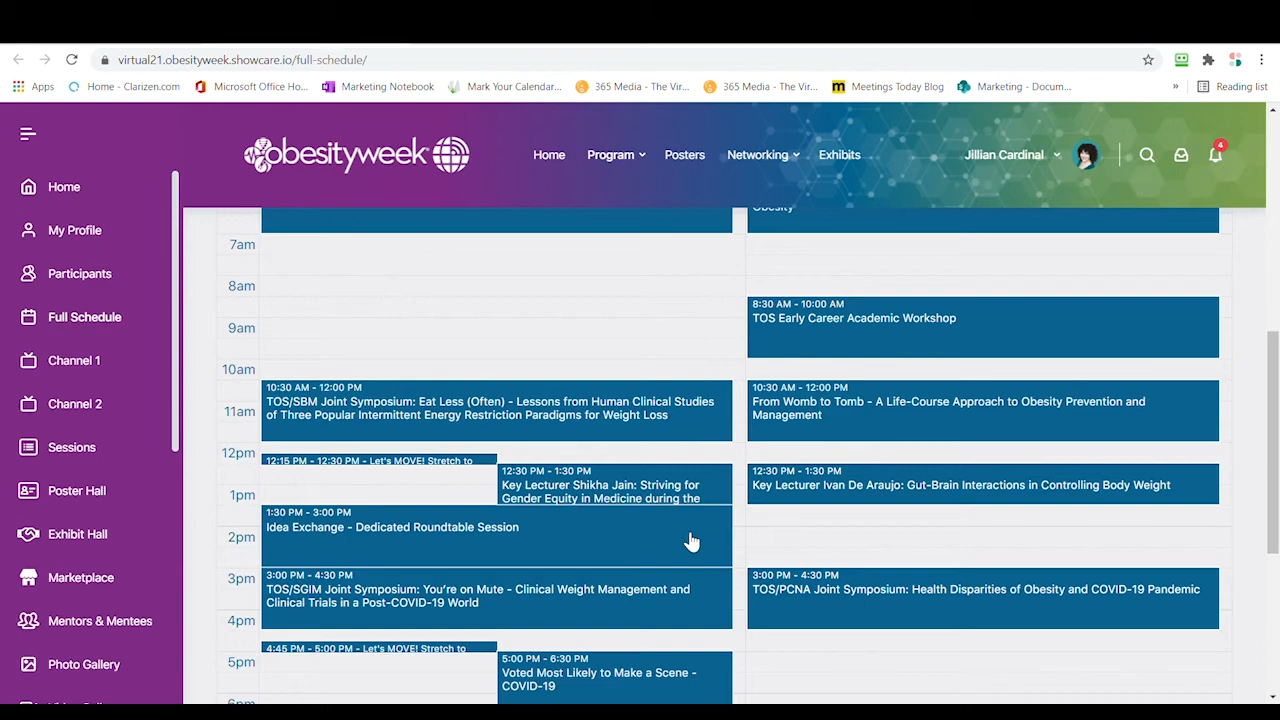 virtual21.obesityweek.showcare.io/full-schedule/
Apps
Home - Clarizen.com
Microsoft Office Ho...
Marketing Notebook
Mark Your Calendar...
365 Media - The Vir...
365 Media - The Vir...
Meetings Today Blog
Marketing - Docum...
»
Reading list
obesityweek®
Home
Program
Posters
Networking
Exhibits
Jillian Cardinal
4
Home
My Profile
Participants
Full Schedule
Channel 1
Channel 2
Sessions
Poster Hall
Exhibit Hall
Marketplace
Mentors & Mentees
Photo Gallery
Obesity
7am
8am
8:30 AM - 10:00 AM
TOS Early Career Academic Workshop
9am
10am
10:30 AM - 12:00 PM
TOS/SBM Joint Symposium: Eat Less (Often) - Lessons from Human Clinical Studies
of Three Popular Intermittent Energy Restriction Paradigms for Weight Loss
10:30 AM - 12:00 PM
From Womb to Tomb - A Life-Course Approach to Obesity Prevention and
Management
11am
12pm
12:15 PM - 12:30 PM - Let's MOVE! Stretch to
12:30 PM - 1:30 PM
Key Lecturer Shikha Jain: Striving for
Gender Equity in Medicine during the
12:30 PM - 1:30 PM
Key Lecturer Ivan De Araujo: Gut-Brain Interactions in Controlling Body Weight
1pm
1:30 PM - 3:00 PM
Idea Exchange - Dedicated Roundtable Session
2pm
3pm
3:00 PM - 4:30 PM
TOS/SGIM Joint Symposium: You're on Mute - Clinical Weight Management and
Clinical Trials in a Post-COVID-19 World
3:00 PM - 4:30 PM
TOS/PCNA Joint Symposium: Health Disparities of Obesity and COVID-19 Pandemic
4pm
4:45 PM - 5:00 PM - Let's MOVE! Stretch to
5pm
5:00 PM - 6:30 PM
Voted Most Likely to Make a Scene -
COVID-19
6pm